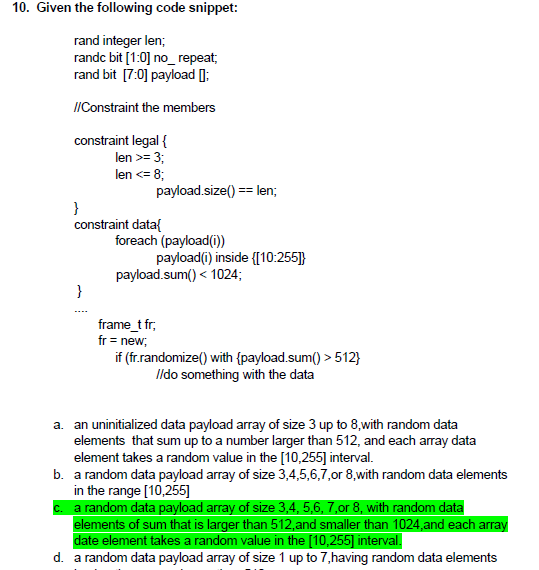 10. Given the following code snippet:
rand integer len;
randc bit [1:0] no_ repeat;
rand bit [7:0] payload [];
//Constraint the members
constraint legal {
len >= 3;
len <= 8;
payload.size() == len;
}
constraint data{
foreach (payload(i))
payload(i) inside {[10:255]}
payload.sum() < 1024;
}
....
frame_t fr;
fr = new;
if (fr.randomize() with {payload.sum() > 512}
//do something with the data
a. an uninitialized data payload array of size 3 up to 8,with random data
elements that sum up to a number larger than 512, and each array data
element takes a random value in the [10,255] interval.
b. a random data payload array of size 3,4,5,6,7,or 8,with random data elements
in the range [10,255]
c. a random data payload array of size 3,4, 5,6, 7,or 8, with random data
elements of sum that is larger than 512,and smaller than 1024,and each array
date element takes a random value in the [10,255] interval.
d. a random data payload array of size 1 up to 7,having random data elements